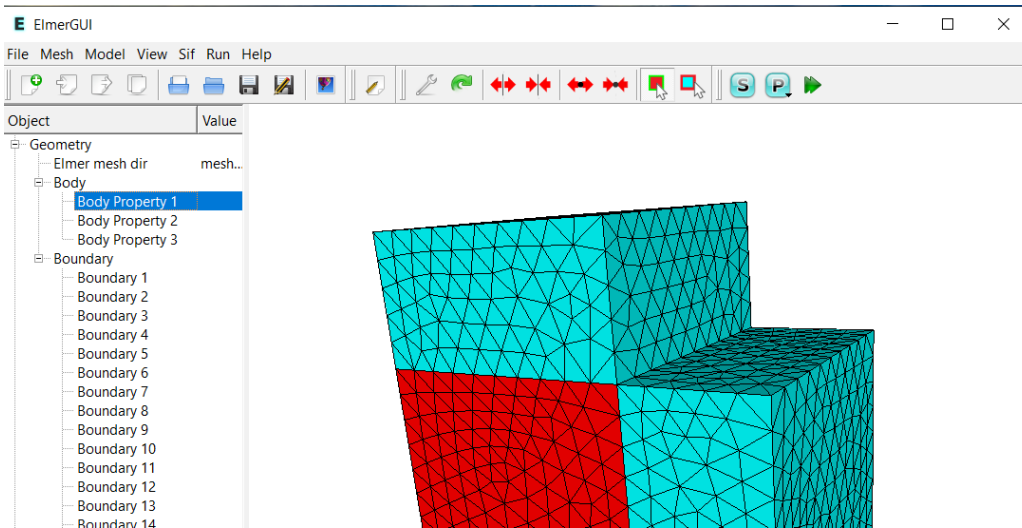 E ElmerGUI
File Mesh Model View Sif Run Help
S P
Object Value
Geometry
Elmer mesh dir mesh...
Body
Body Property 1
Body Property 2
Body Property 3
Boundary
Boundary 1
Boundary 2
Boundary 3
Boundary 4
Boundary 5
Boundary 6
Boundary 7
Boundary 8
Boundary 9
Boundary 10
Boundary 11
Boundary 12
Boundary 13
Boundary 14